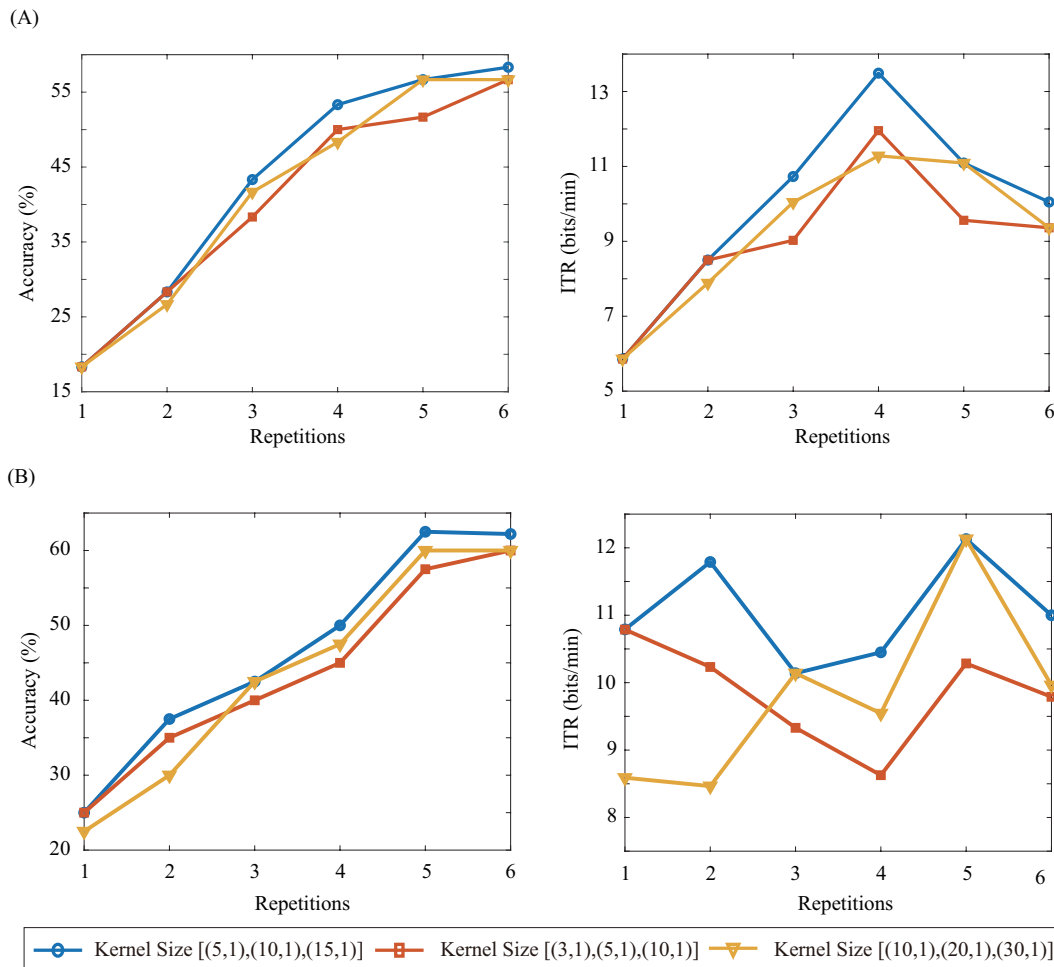 (A)
Accuracy (%)
55
45
35
25
15
1 2 3 4 5 6
Repetitions
ITR (bits/min)
13
11
9
7
5
1 2 3 4 5 6
Repetitions
(B)
Accuracy (%)
60
50
40
30
20
1 2 3 4 5 6
Repetitions
ITR (bits/min)
12
11
10
9
8
1 2 3 4 5 6
Repetitions
Kernel Size [(5,1),(10,1),(15,1)] Kernel Size [(3,1),(5,1),(10,1)] Kernel Size [(10,1),(20,1),(30,1)]